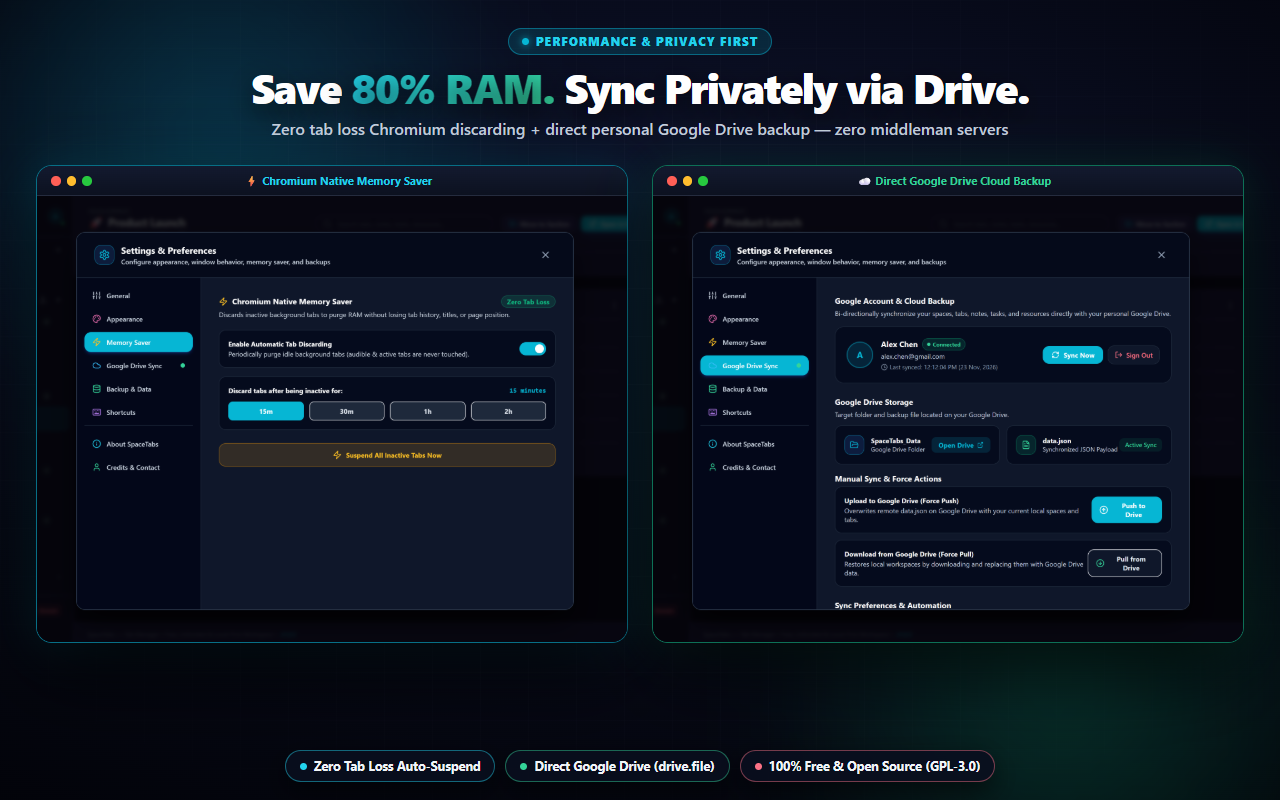 PERFORMANCE & PRIVACY FIRST
Save 80% RAM. Sync Privately via Drive.
Zero tab loss Chromium discarding + direct personal Google Drive backup — zero middleman servers
Chromium Native Memory Saver
Product Launch
Settings & Preferences
Configure appearance, window behavior, memory saver, and backups
General
Appearance
Memory Saver
Google Drive Sync
Backup & Data
Shortcuts
About SpaceTabs
Credits & Contact
Chromium Native Memory Saver
Zero Tab Loss
Discards inactive background tabs to purge RAM without losing tab history, titles, or page position.
Enable Automatic Tab Discarding
Periodically purge idle background tabs (audible & active tabs are never touched).
Discard tabs after being inactive for:
15 minutes
15m
30m
1h
2h
Suspend All Inactive Tabs Now
Direct Google Drive Cloud Backup
Product Launch
Settings & Preferences
Configure appearance, window behavior, memory saver, and backups
General
Appearance
Memory Saver
Google Drive Sync
Backup & Data
Shortcuts
About SpaceTabs
Credits & Contact
Google Account & Cloud Backup
Bi-directionally synchronize your spaces, tabs, notes, tasks, and resources directly with your personal Google Drive.
A
Alex Chen
Connected
alex.chen@gmail.com
Last synced: 12:12:04 PM (23 Nov, 2026)
Sync Now
Sign Out
Google Drive Storage
Target folder and backup file located on your Google Drive.
SpaceTabs Data
Google Drive Folder
Open Drive
data.json
Synchronized JSON Payload
Active Sync
Manual Sync & Force Actions
Upload to Google Drive (Force Push)
Overwrites remote data.json on Google Drive with your current local spaces and
tabs.
Push to
Drive
Download from Google Drive (Force Pull)
Restores local workspaces by downloading and replacing them with Google Drive
data.
Pull from
Drive
Sync Preferences & Automation
Zero Tab Loss Auto-Suspend
Direct Google Drive (drive.file)
100% Free & Open Source (GPL-3.0)